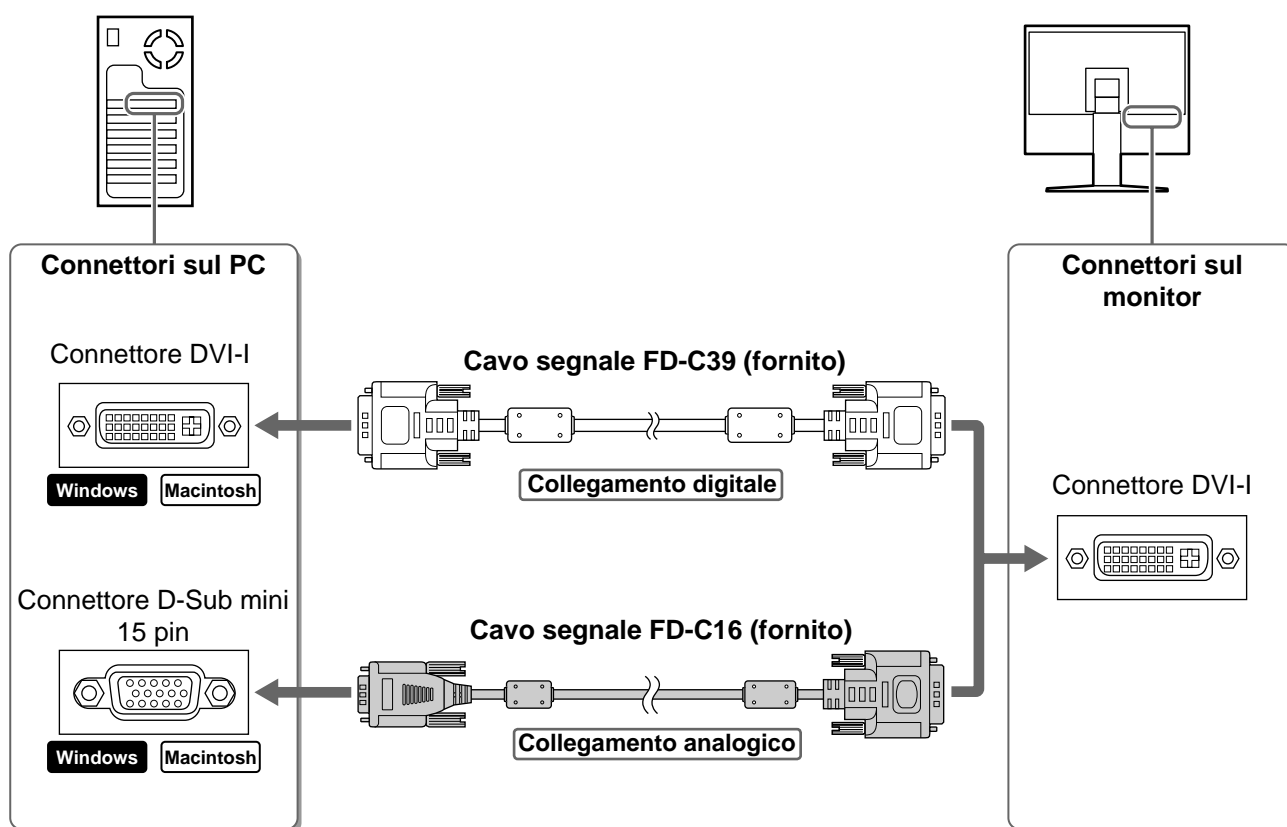 Connettori sul PC
Connettore DVI-I
Windows Macintosh
Connettore D-Sub mini
15 pin
Windows Macintosh
Cavo segnale FD-C39 (fornito)
Collegamento digitale
Cavo segnale FD-C16 (fornito)
Collegamento analogico
Connettori sul
monitor
Connettore DVI-I